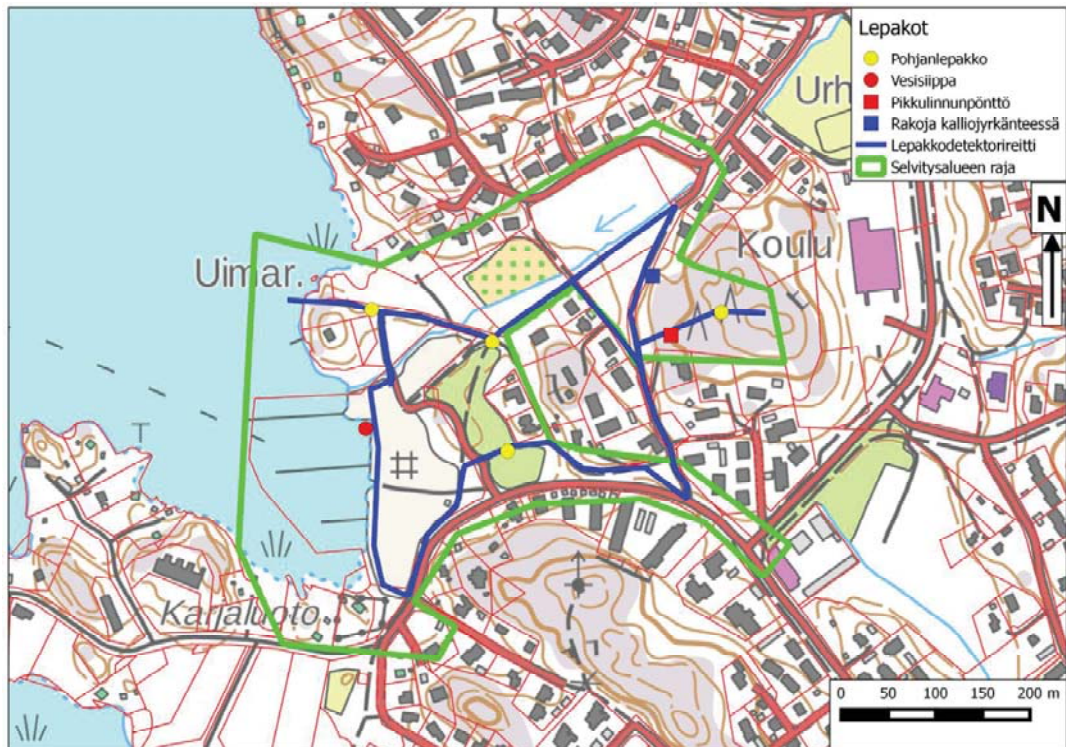 Lepakot
Pohjanlepakko
Vesisiippa
Pikkulinnunpönttö
Rakoja kalliojyrkänteessä
Lepakkodetektorireitti
Selvitysalueen raja
Urh
N
Koulu
Uimar.
Karjaluoto
0 50 100 150 200 m